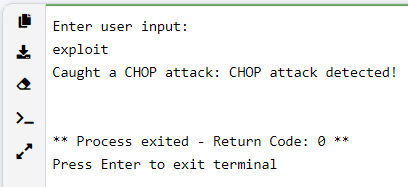 Enter user input:
exploit
Caught a CHOP attack: CHOP attack detected!
** Process exited - Return Code: 0 **
Press Enter to exit terminal